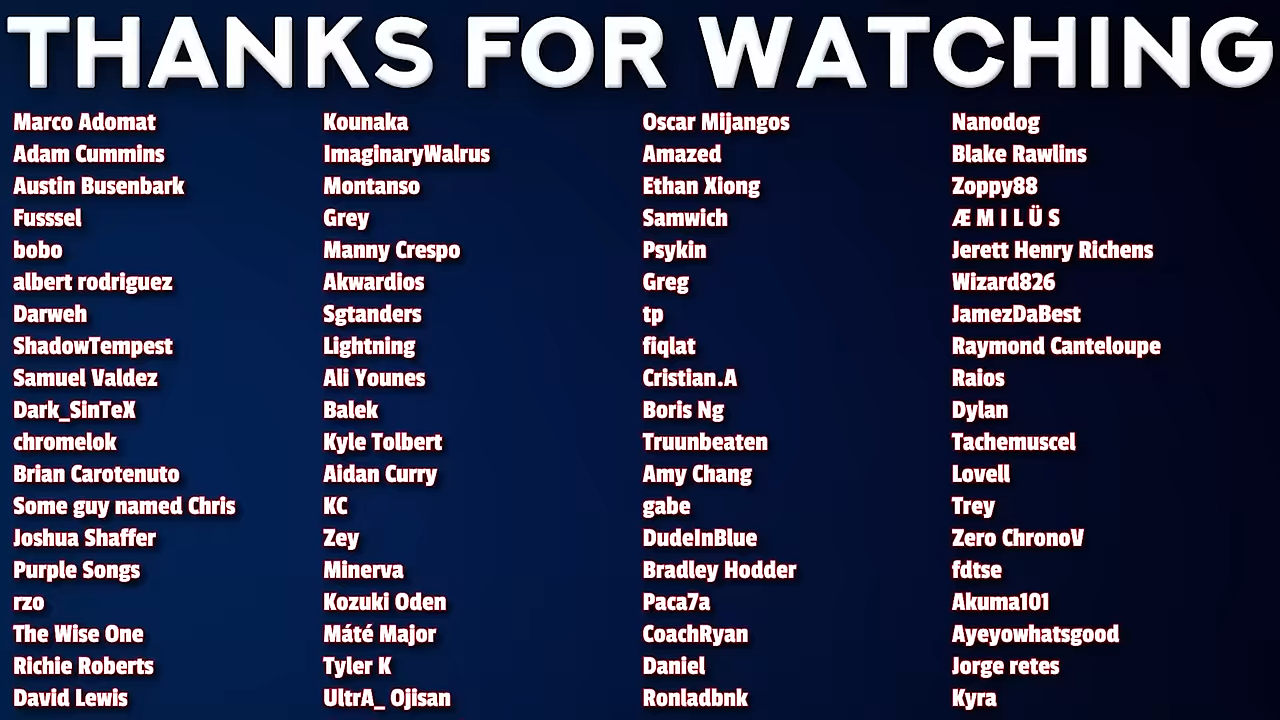 THANKS FOR WATCHING
Marco Adomat
Adam Cummins
Austin Busenbark
Fusssel
bobo
albert rodriguez
Darweh
ShadowTempest
Samuel Valdez
Dark_SinTeX
chromelok
Brian Carotenuto
Some guy named Chris
Joshua Shaffer
Purple Songs
rzo
The Wise One
Richie Roberts
David Lewis
Kounaka
ImaginaryWalrus
Montanso
Grey
Manny Crespo
Akwardios
Sgtanders
Lightning
Ali Younes
Balek
Kyle Tolbert
Aidan Curry
KC
Zey
Minerva
Kozuki Oden
Máté Major
Tyler K
UltrA_ Ojisan
Oscar Mijangos
Amazed
Ethan Xiong
Samwich
Psykin
Greg
tp
fiqlat
Cristian.A
Boris Ng
Truunbeaten
Amy Chang
gabe
DudeInBlue
Bradley Hodder
Paca7a
CoachRyan
Daniel
Ronladbnk
Nanodog
Blake Rawlins
Zoppy88
Æ M I L Ü S
Jerett Henry Richens
Wizard826
JamezDaBest
Raymond Canteloupe
Raios
Dylan
Tachemuscel
Lovell
Trey
Zero ChronoV
fdtse
Akuma101
Ayeyowhatsgood
Jorge retes
Kyra